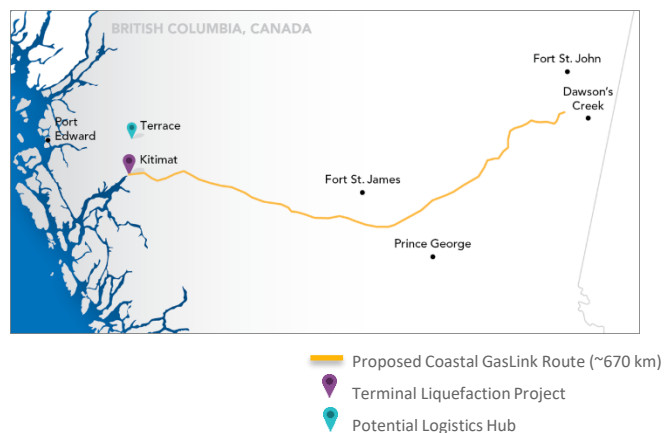 BRITISH COLUMBIA, CANADA
Fort St. John
Dawson's
Creek
Port
Edward
Terrace
Kitimat
Fort St. James
Prince George
Proposed Coastal GasLink Route (~670 km)
Terminal Liquefaction Project
Potential Logistics Hub